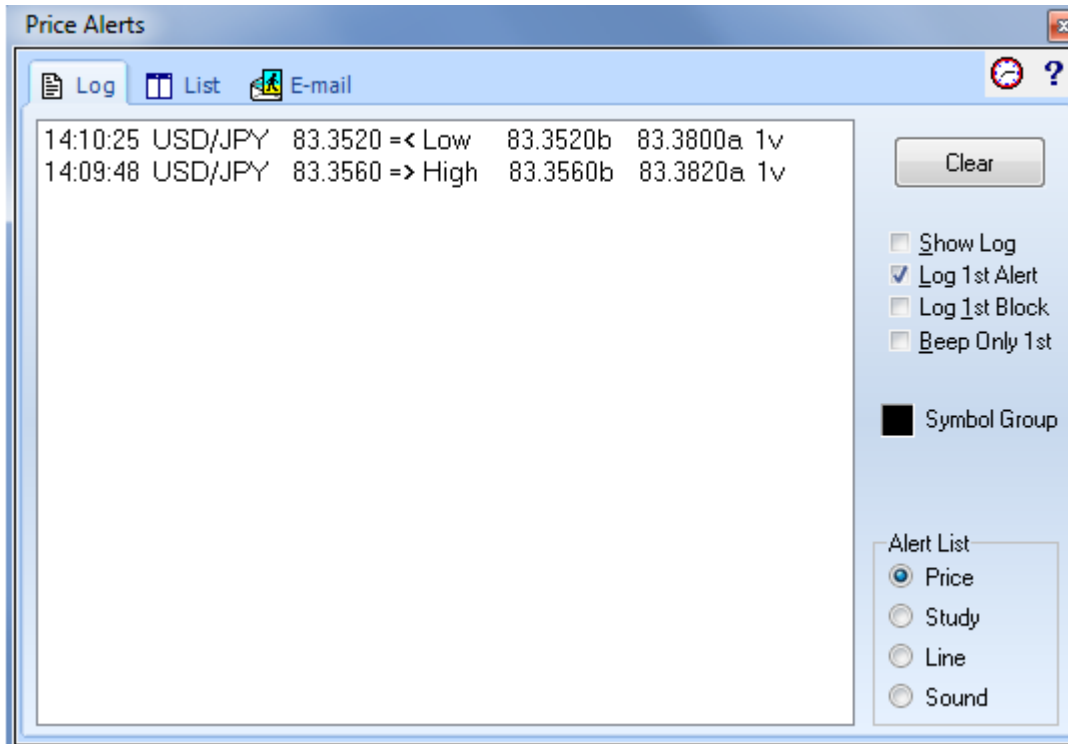 Price Alerts
Log List E-mail ?
14:10:25 USD/JPY 83.3520 =< Low 83.3520b 83.3800a 1v
14:09:48 USD/JPY 83.3560 => High 83.3560b 83.3820a 1v
Clear
Show Log
Log 1st Alert
Log 1st Block
Beep Only 1st
Symbol Group
Alert List
Price
Study
Line
Sound